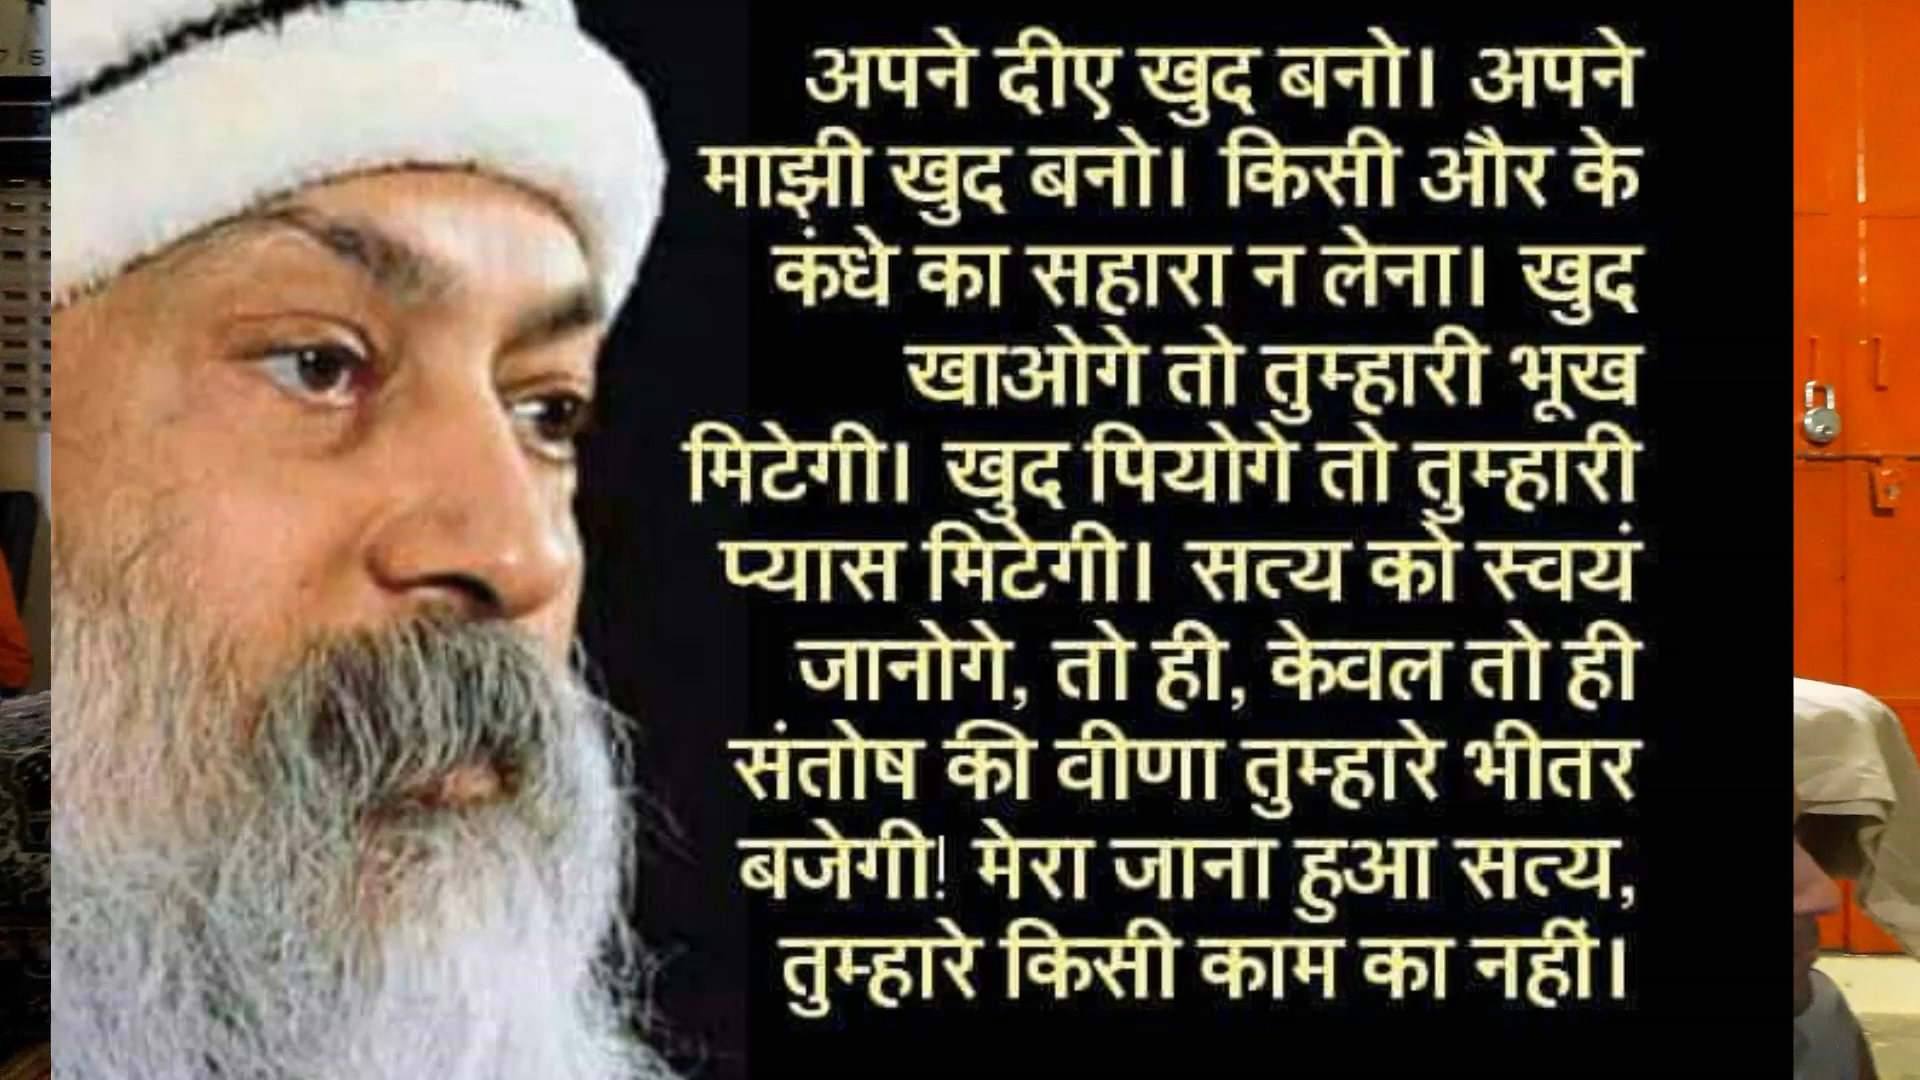 अपने दीए खुद बनो। अपने
माझी खुद बनो। किसी और के
कंधे का सहारा न लेना। खुद
खाओगे तो तुम्हारी भूख
मिटेगी। खुद पियोगे तो तुम्हारी
प्यास मिटेगी। सत्य को स्वयं
जानोगे, तो ही, केवल तो ही
संतोष की वीणा तुम्हारे भीतर
बजेगी! मेरा जाना हुआ सत्य,
तुम्हारे किसी काम का नहीं।